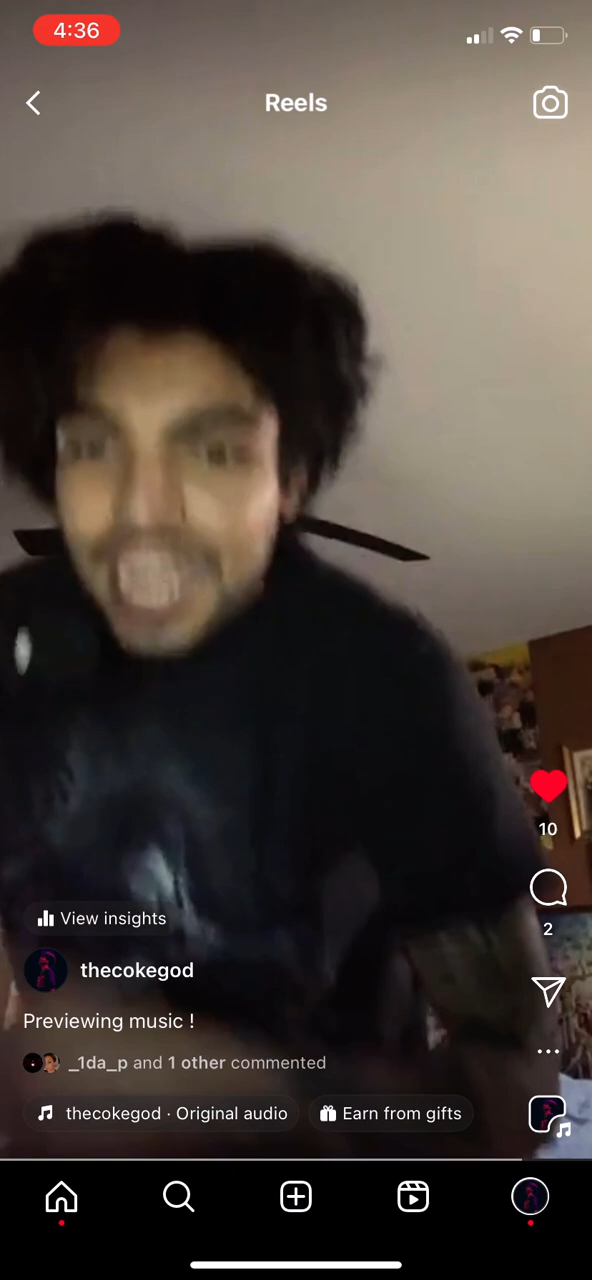 4:36
Reels
10
2
View insights
thecokegod
Previewing music !
_1da_p and 1 other commented
thecokegod · Original audio
Earn from gifts